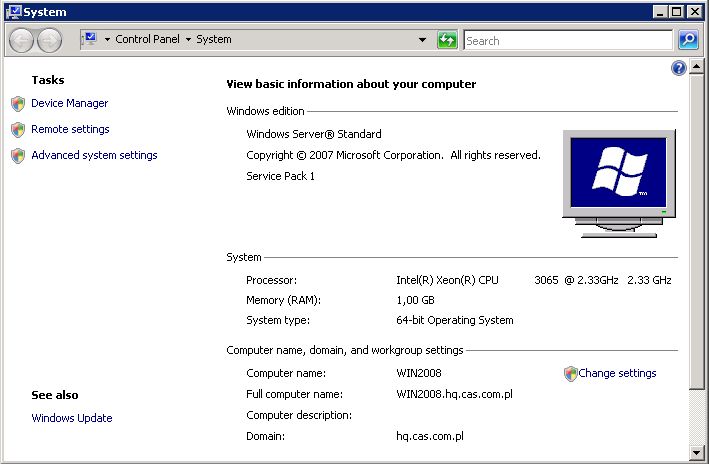 System
Control Panel System
Search
Tasks
Device Manager
Remote settings
Advanced system settings
See also
Windows Update
View basic information about your computer
Windows edition
Windows Server® Standard
Copyright © 2007 Microsoft Corporation. All rights reserved.
Service Pack 1
System
Processor: Intel(R) Xeon(R) CPU 3065 @ 2.33GHz 2.33 GHz
Memory (RAM): 1,00 GB
System type: 64-bit Operating System
Computer name, domain, and workgroup settings
Computer name: WIN2008 Change settings
Full computer name: WIN2008.hq.cas.com.pl
Computer description:
Domain: hq.cas.com.pl